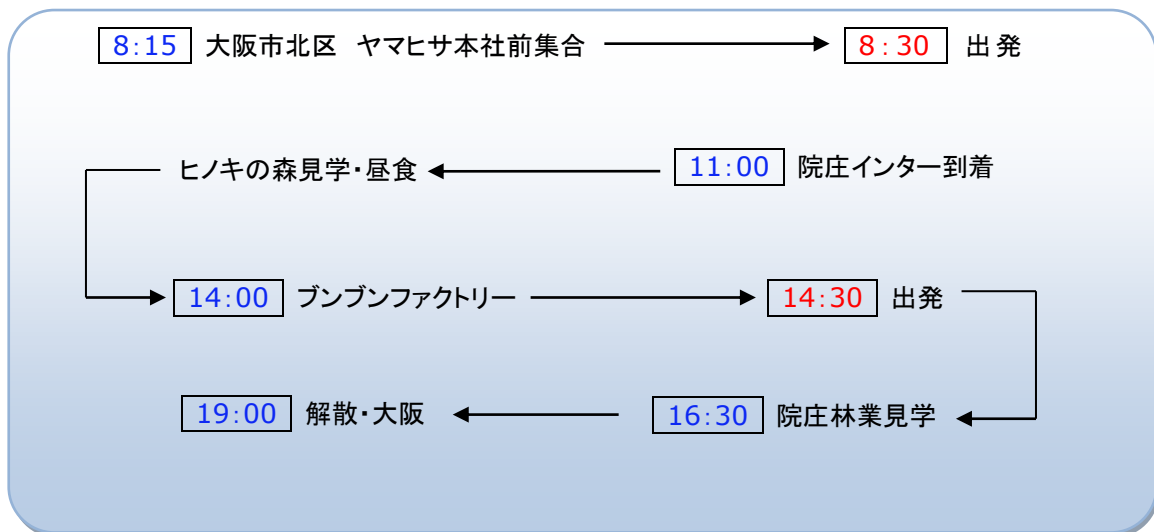 8:15 大阪市北区 ヤマヒサ本社前集合 8:30 出発
ヒノキの森見学・昼食 11:00 院庄インター到着
14:00 ブンブンファクトリー 14:30 出発
19:00 解散・大阪 16:30 院庄林業見学